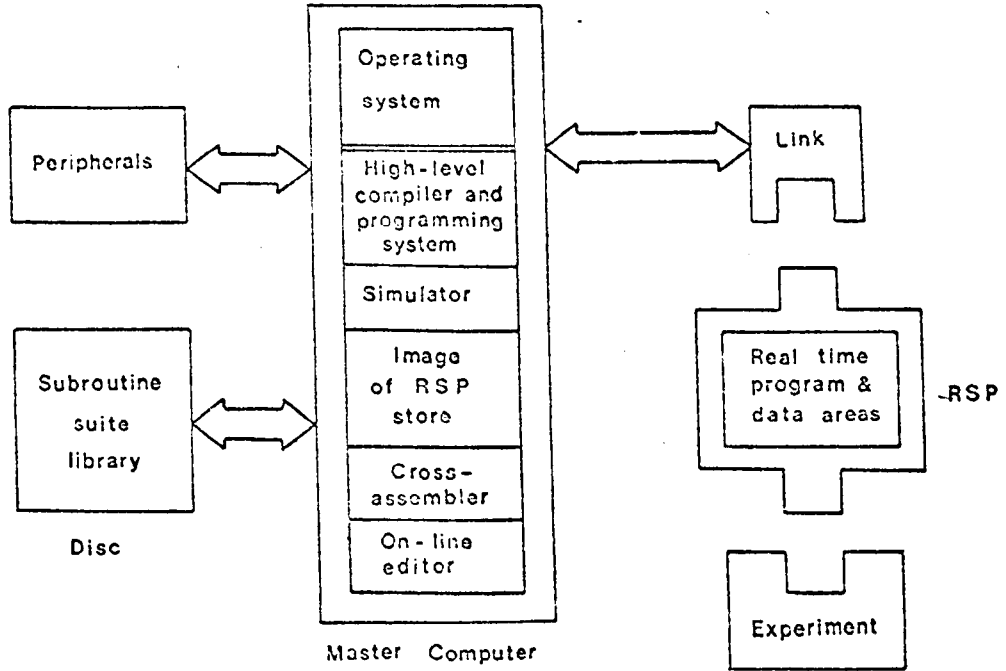 Peripherals
Subroutine
suite
library
Disc
Operating
system
High-level
compiler and
programming
system
Simulator
Image
of RSP
store
Cross-
assembler
On-line
editor
Master Computer
Link
Real time
program &
data areas
RSP
Experiment